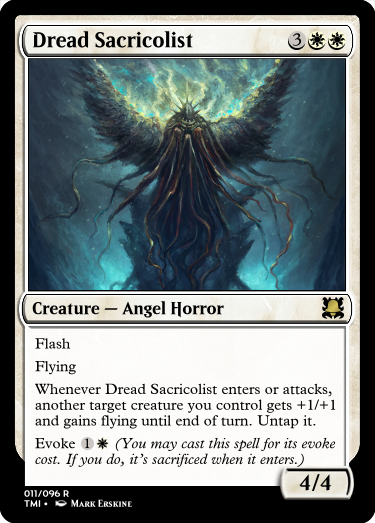 Dread Sacricolist 3
Creature — Angel Horror
Flash
Flying
Whenever Dread Sacricolist enters or attacks,
another target creature you control gets +1/+1
and gains flying until end of turn. Untap it.
Evoke 1 (You may cast this spell for its evoke
cost. If you do, it's sacrificed when it enters.)
4/4
011/096 R
TMI • Mark Erskine